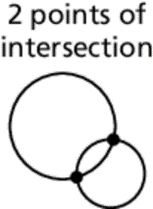 2 points of
intersection